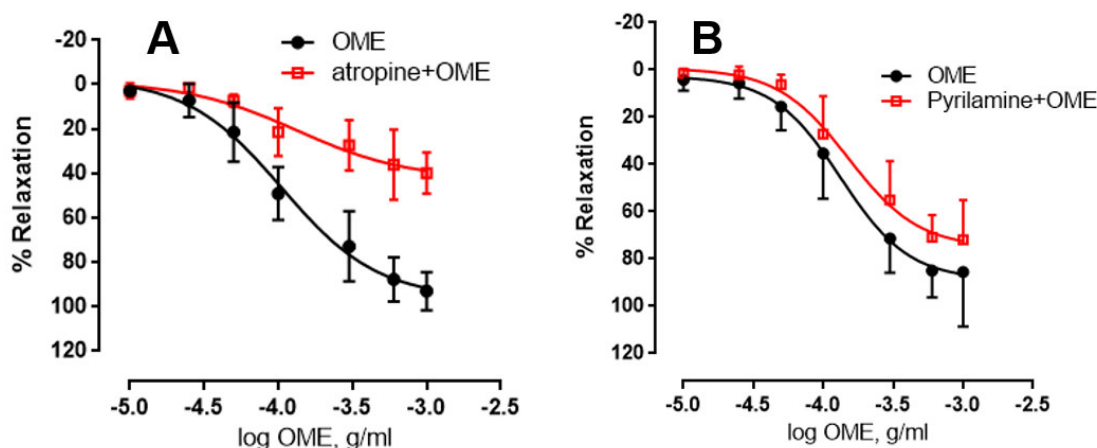 A
OME
atropine+OME
% Relaxation
-20
0
20
40
60
80
100
120
-5.0 -4.5 -4.0 -3.5 -3.0 -2.5
log OME, g/ml
B
OME
Pyrilamine+OME
% Relaxation
-20
0
20
40
60
80
100
120
-5.0 -4.5 -4.0 -3.5 -3.0 -2.5
log OME, g/ml